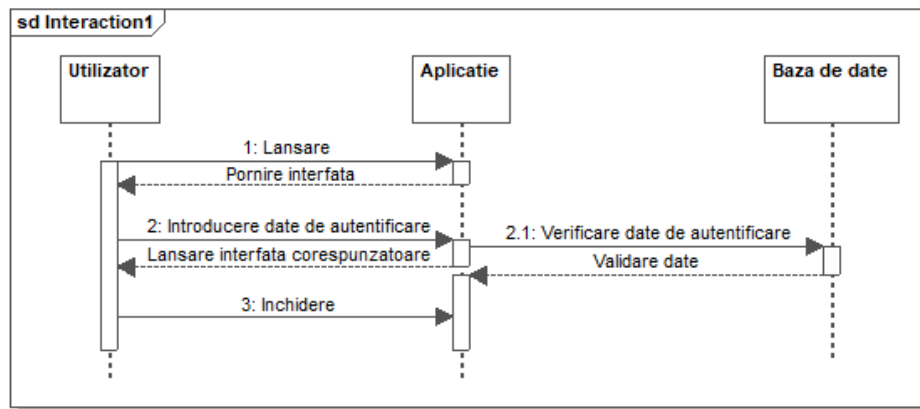 sd Interaction1
Utilizator
Aplicatie
Baza de date
1: Lansare
Pornire interfata
2: Introducere date de autentificare
2.1: Verificare date de autentificare
Lansare interfata corespunzatoare
Validare date
3: Inchidere